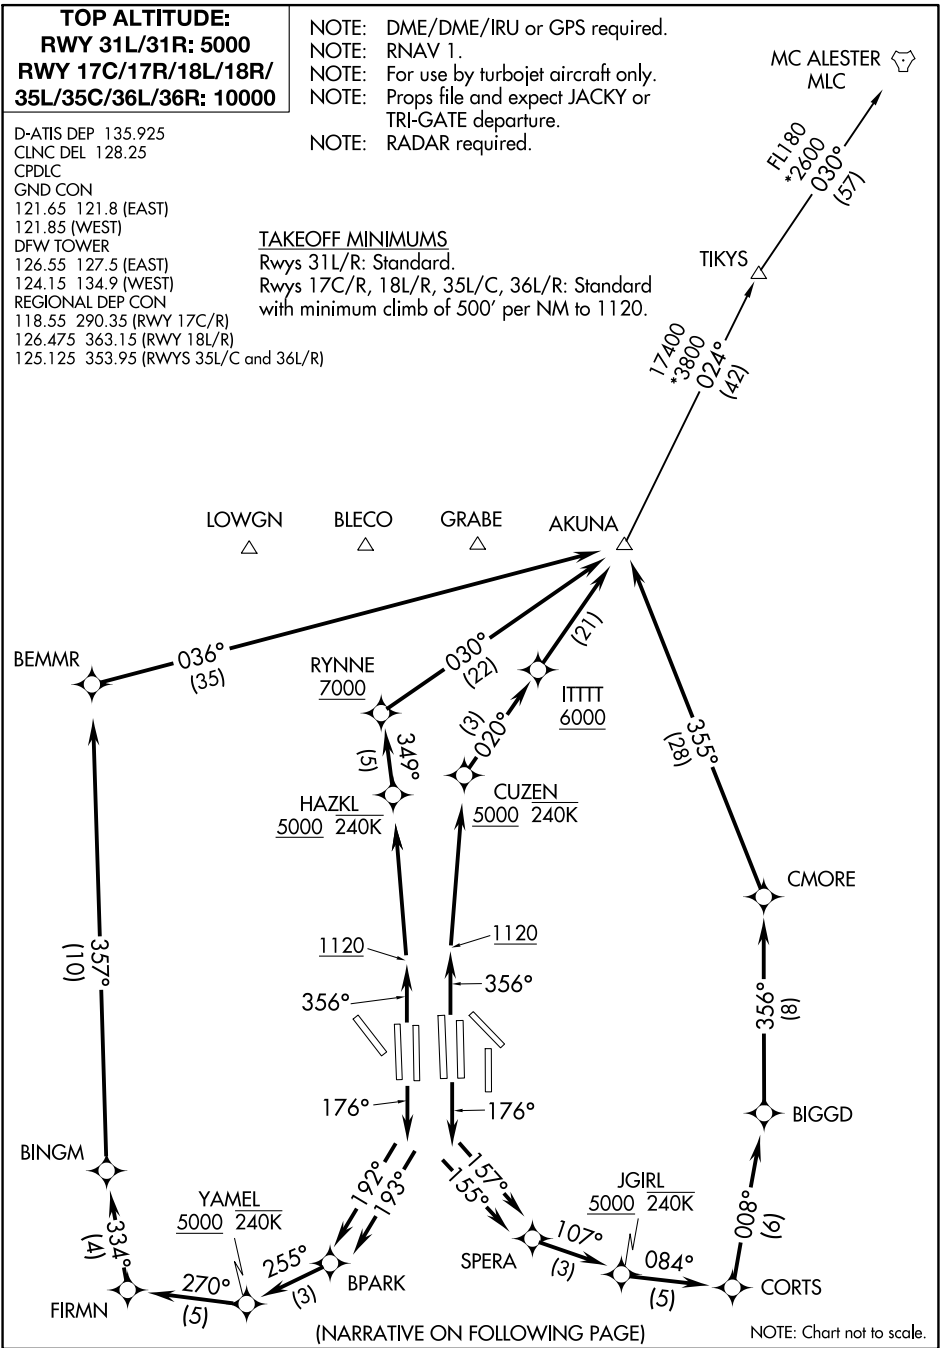 TOP ALTITUDE:
RWY 31L/31R: 5000
RWY 17C/17R/18L/18R/
35L/35C/36L/36R: 10000
NOTE: DME/DME/IRU or GPS required.
NOTE: RNAV 1.
NOTE: For use by turbojet aircraft only.
NOTE: Props file and expect JACKY or
TRI-GATE departure.
NOTE: RADAR required.
MC ALESTER
MLC
D-ATIS DEP 135.925
CLNC DEL 128.25
CPDLC
GND CON
121.65 121.8 (EAST)
121.85 (WEST)
DFW TOWER
126.55 127.5 (EAST)
124.15 134.9 (WEST)
REGIONAL DEP CON
118.55 290.35 (RWY 17C/R)
126.475 363.15 (RWY 18L/R)
125.125 353.95 (RWYS 35L/C and 36L/R)
TAKEOFF MINIMUMS
Rwys 31L/R: Standard.
Rwys 17C/R, 18L/R, 35L/C, 36L/R: Standard
with minimum climb of 500' per NM to 1120.
FL180
*2600
030°
(57)
TIKYS
17400
*3800
024°
(42)
LOWGN
BLECO
GRABE
AKUNA
BEMMR
036°
(35)
RYNNE
7000
030°
(22)
(21)
ITTTT
6000
(3)
020°
349°
(5)
HAZKL
5000 240K
CUZEN
5000 240K
355°
(28)
CMORE
357°
(10)
1120
1120
356°
356°
356°
(8)
176°
176°
BIGGD
BINGM
192°
193°
157°
155°
YAMEL
5000 240K
JGIRL
5000 240K
334°
(4)
008°
(9)
255°
(3)
BPARK
SPERA
107°
(3)
084°
(5)
CORTS
FIRMN
270°
(5)
(NARRATIVE ON FOLLOWING PAGE)
NOTE: Chart not to scale.